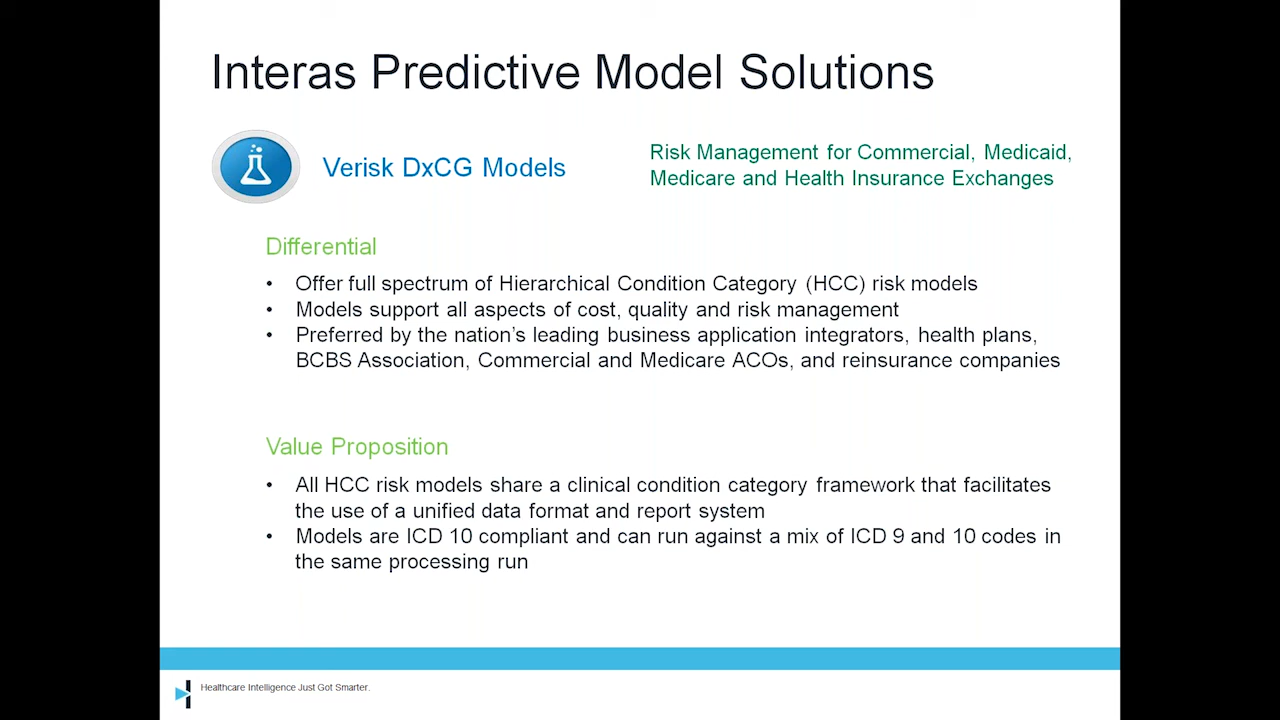 Interas Predictive Model Solutions
Verisk DxCG Models
Risk Management for Commercial, Medicaid,
Medicare and Health Insurance Exchanges
Differential
• Offer full spectrum of Hierarchical Condition Category (HCC) risk models
• Models support all aspects of cost, quality and risk management
• Preferred by the nation's leading business application integrators, health plans,
BCBS Association, Commercial and Medicare ACOs, and reinsurance companies
Value Proposition
• All HCC risk models share a clinical condition category framework that facilitates
the use of a unified data format and report system
• Models are ICD 10 compliant and can run against a mix of ICD 9 and 10 codes in
the same processing run
Healthcare Intelligence Just Got Smarter.